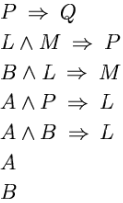 P ⇒ Q
L ∧ M ⇒ P
B ∧ L ⇒ M
A ∧ P ⇒ L
A ∧ B ⇒ L
A
B